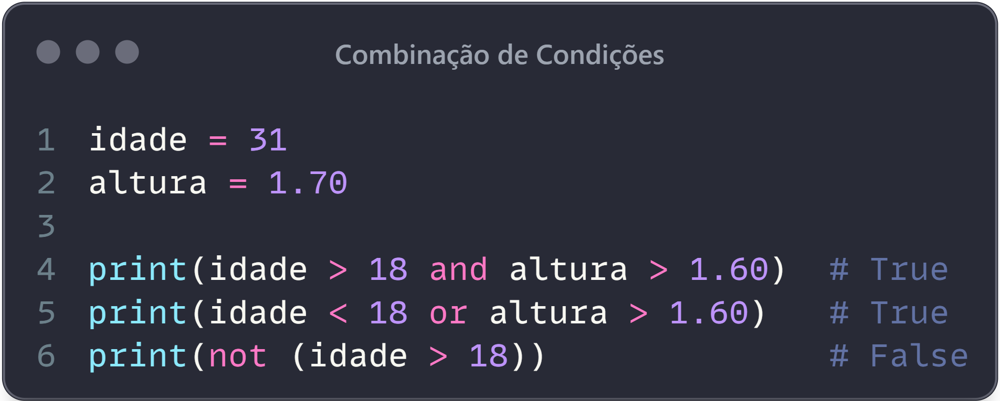 Combinação de Condições
1 idade = 31
2 altura = 1.70
3
4 print(idade > 18 and altura > 1.60)  # True
5 print(idade < 18 or altura > 1.60)   # True
6 print(not (idade > 18))              # False